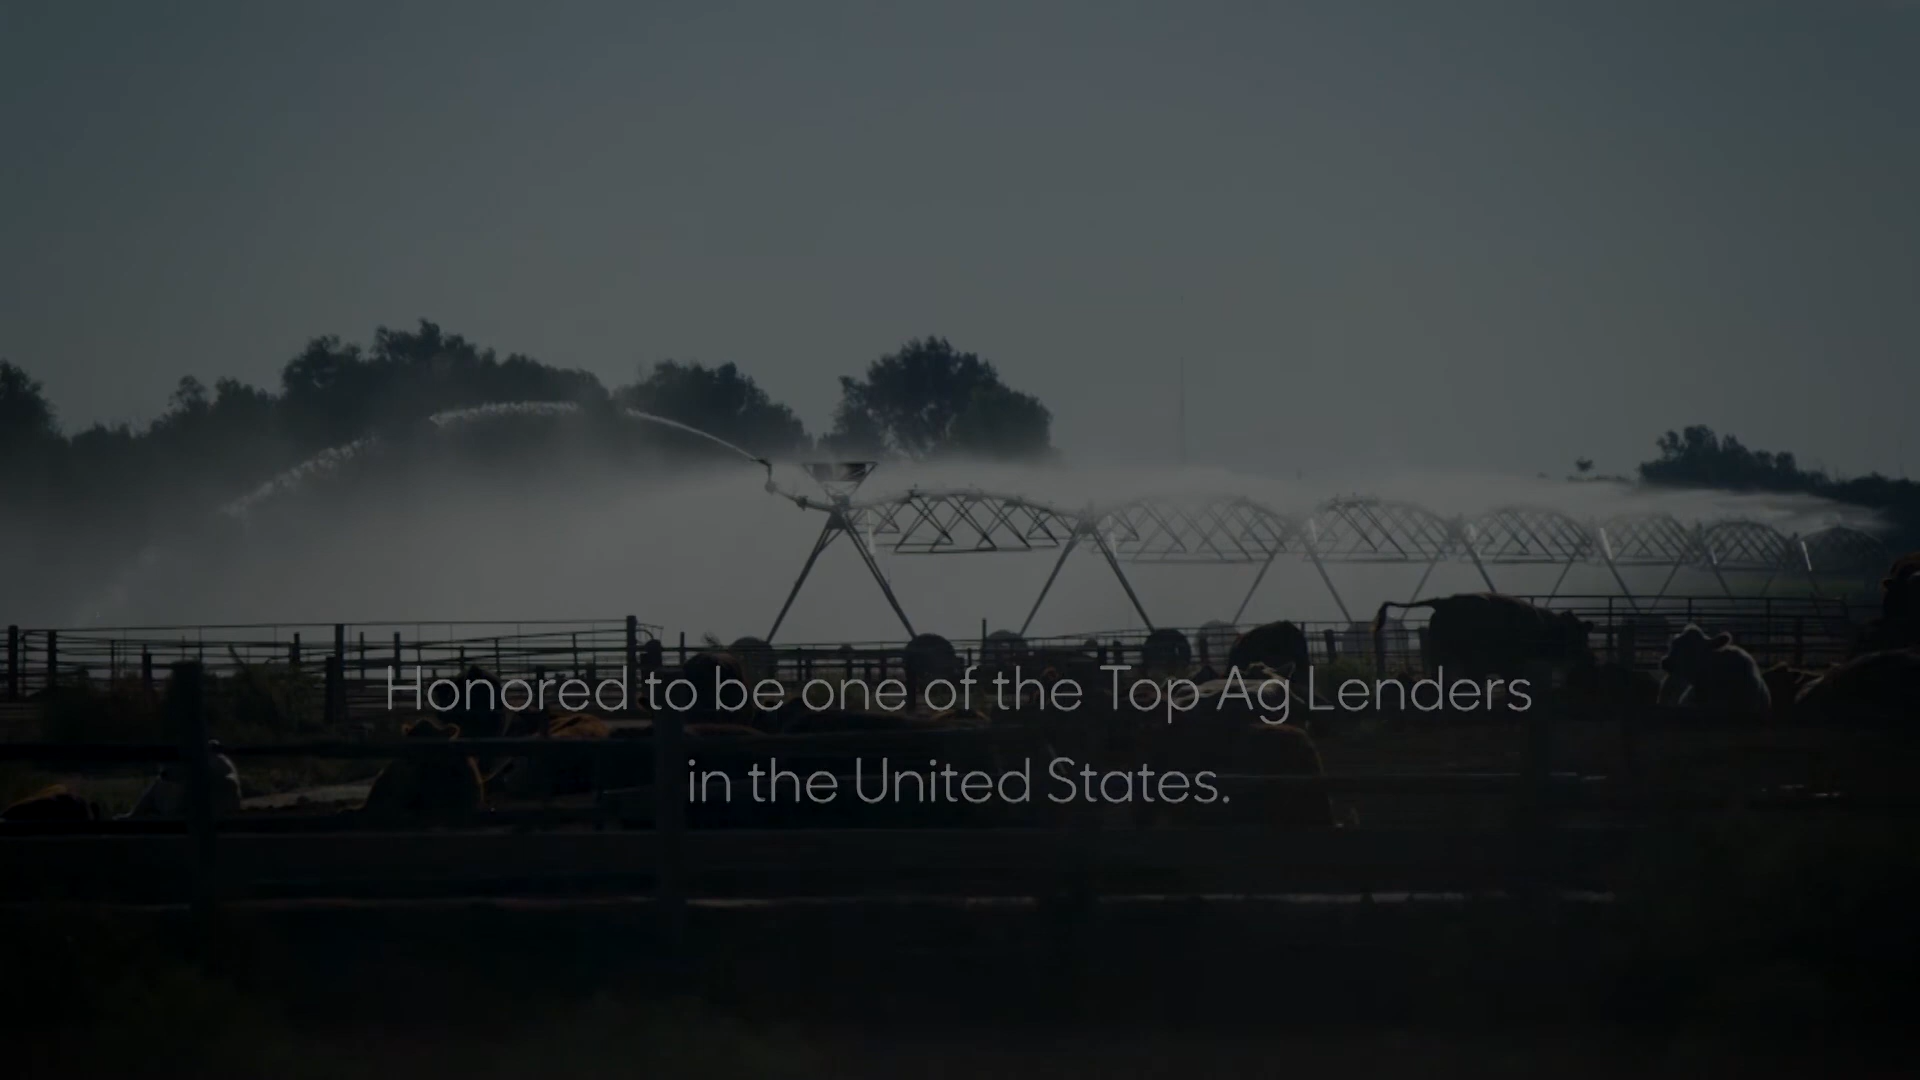 Honored to be one of the Top Ag Lenders
in the United States.